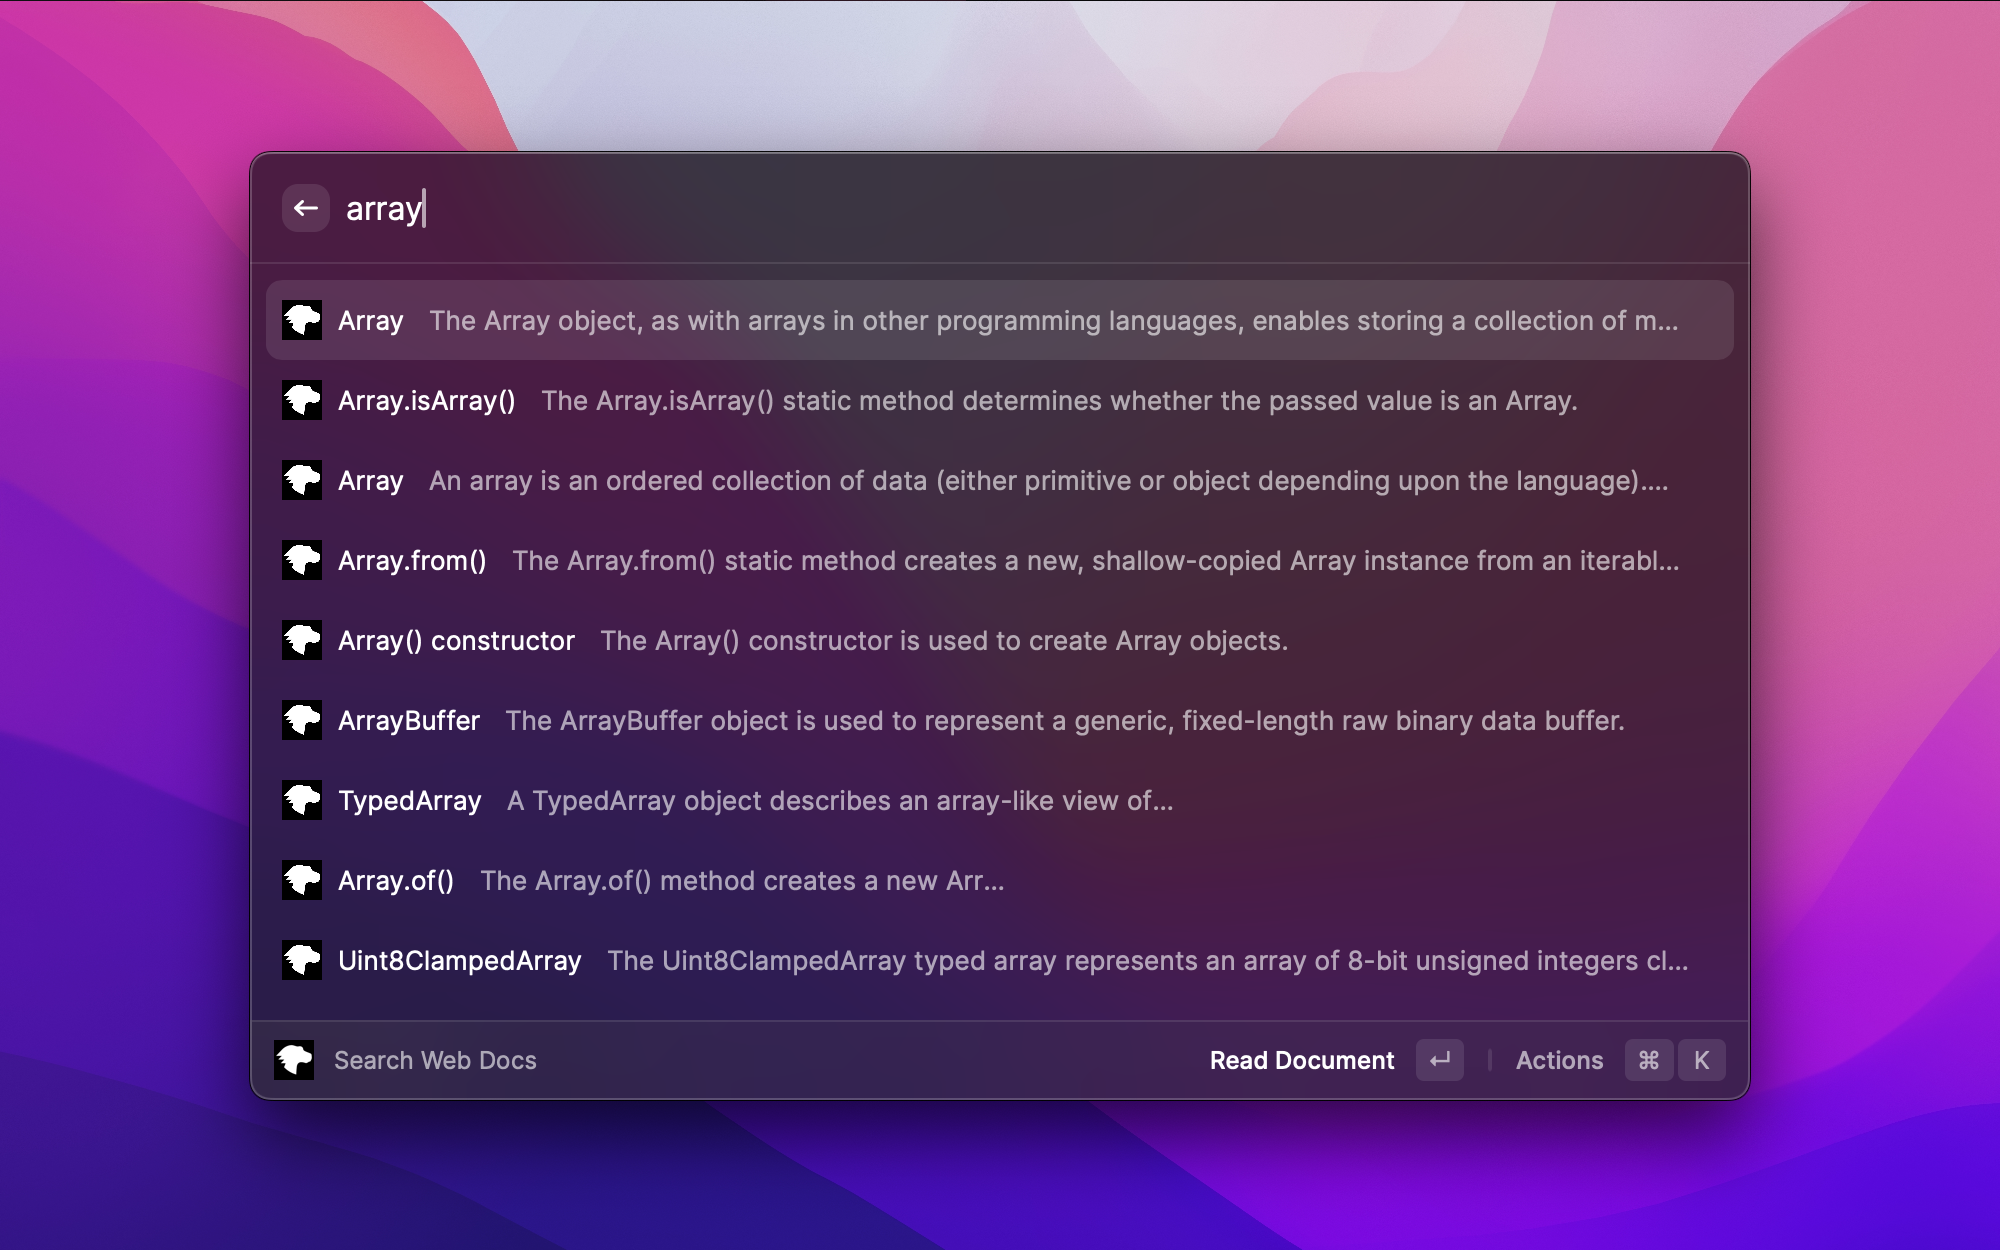 array
Array The Array object, as with arrays in other programming languages, enables storing a collection of m...
Array.isArray() The Array.isArray() static method determines whether the passed value is an Array.
Array An array is an ordered collection of data (either primitive or object depending upon the language)....
Array.from() The Array.from() static method creates a new, shallow-copied Array instance from an iterabl...
Array() constructor The Array() constructor is used to create Array objects.
ArrayBuffer The ArrayBuffer object is used to represent a generic, fixed-length raw binary data buffer.
TypedArray A TypedArray object describes an array-like view of...
Array.of() The Array.of() method creates a new Arr...
Uint8ClampedArray The Uint8ClampedArray typed array represents an array of 8-bit unsigned integers cl...
Search Web Docs Read Document ↵ Actions ⌘ K